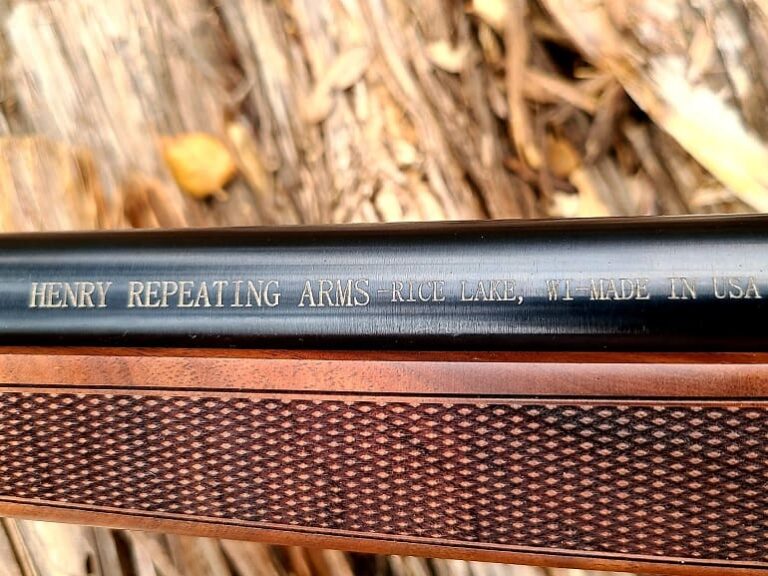 HENRY REPEATING ARMS-RICE LAKE, WI-MADE IN USA